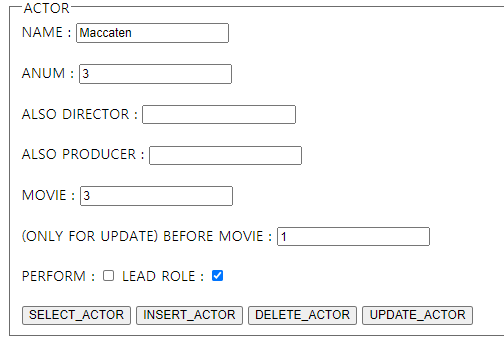 ACTOR
NAME : Maccaten
ANUM : 3
ALSO DIRECTOR :
ALSO PRODUCER :
MOVIE : 3
(ONLY FOR UPDATE) BEFORE MOVIE : 1
PERFORM : LEAD ROLE :
SELECT_ACTOR INSERT_ACTOR DELETE_ACTOR UPDATE_ACTOR